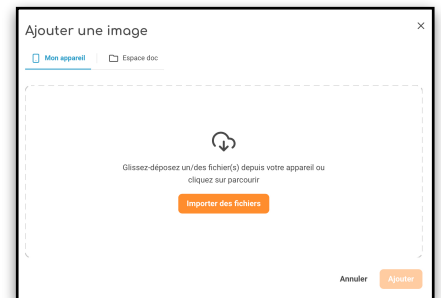 Ajouter une image
Mon appareil
Espace doc
Glissez-déposez un/des fichier(s) depuis votre appareil ou
cliquez sur parcourir
Importer des fichiers
Annuler
Ajouter